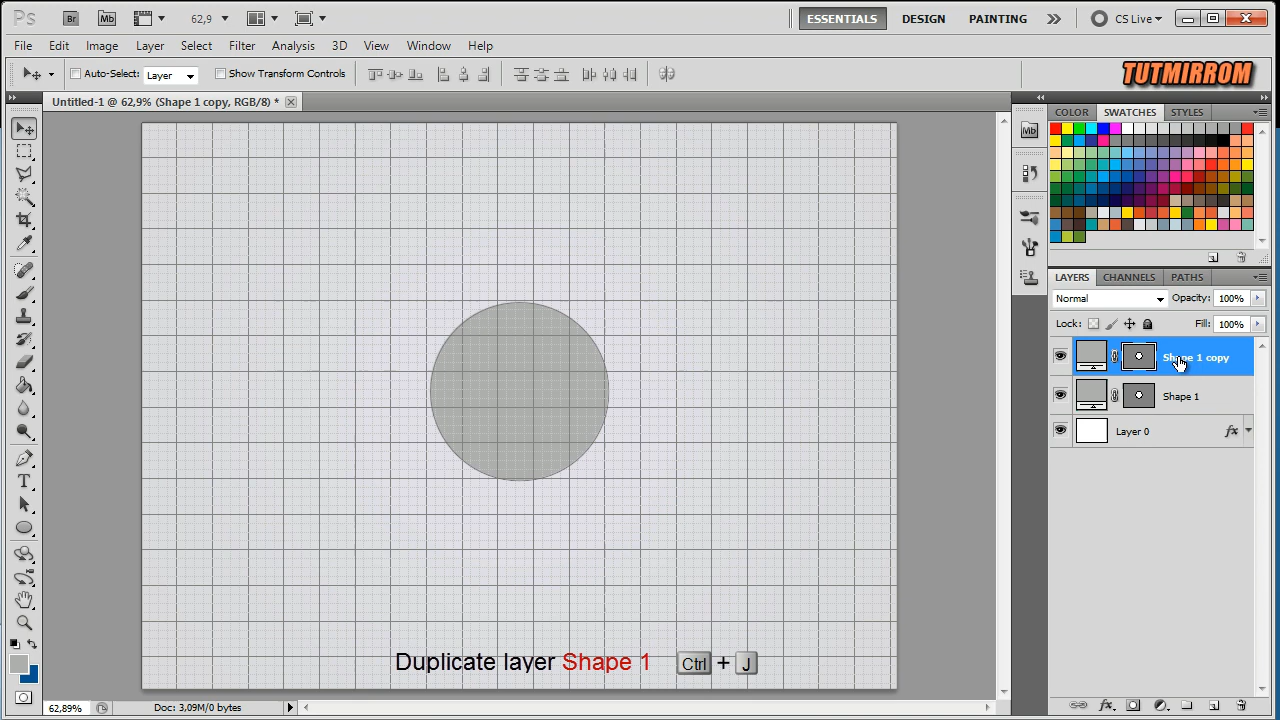 Ps Br Mb 62,9 ESSENTIALS DESIGN PAINTING CS Live
File Edit Image Layer Select Filter Analysis 3D View Window Help
Auto-Select: Layer Show Transform Controls
TUTMIRROM
Untitled-1 @ 62,9% (Shape 1 copy, RGB/8) *
COLOR SWATCHES STYLES
Mb
LAYERS CHANNELS PATHS
Normal Opacity: 100%
Lock: Fill: 100%
Shape 1 copy
Shape 1
Layer 0 fx
T
Duplicate layer Shape 1 Ctrl + J
62,89% Doc: 3,09M/0 bytes
fx